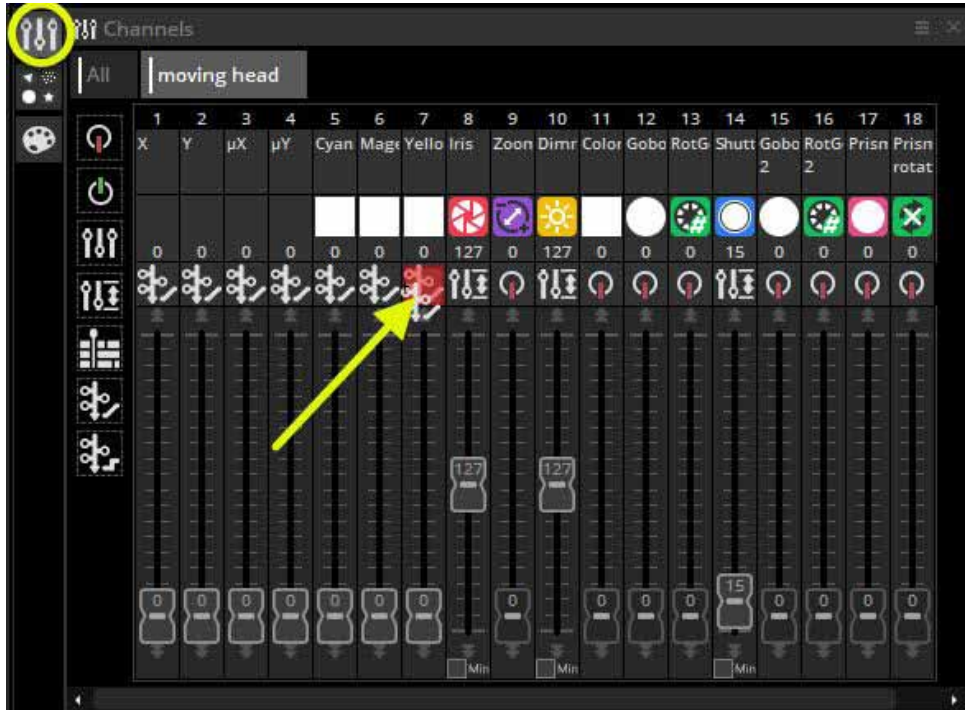 Channels
All moving head
1 2 3 4 5 6 7 8 9 10 11 12 13 14 15 16 17 18
X Y µX µY Cyan Mage Yello Iris Zoon Dimr Color Gobo RotG Shutt Gobo RotG Prisn Prisn
2 2 rotat
0 0 0 0 0 0 0 127 0 127 0 0 0 15 0 0 0 0
127 127
15
0 0 0 0 0 0 0 0 0 0 0 0 0 0 0
Min Min Min